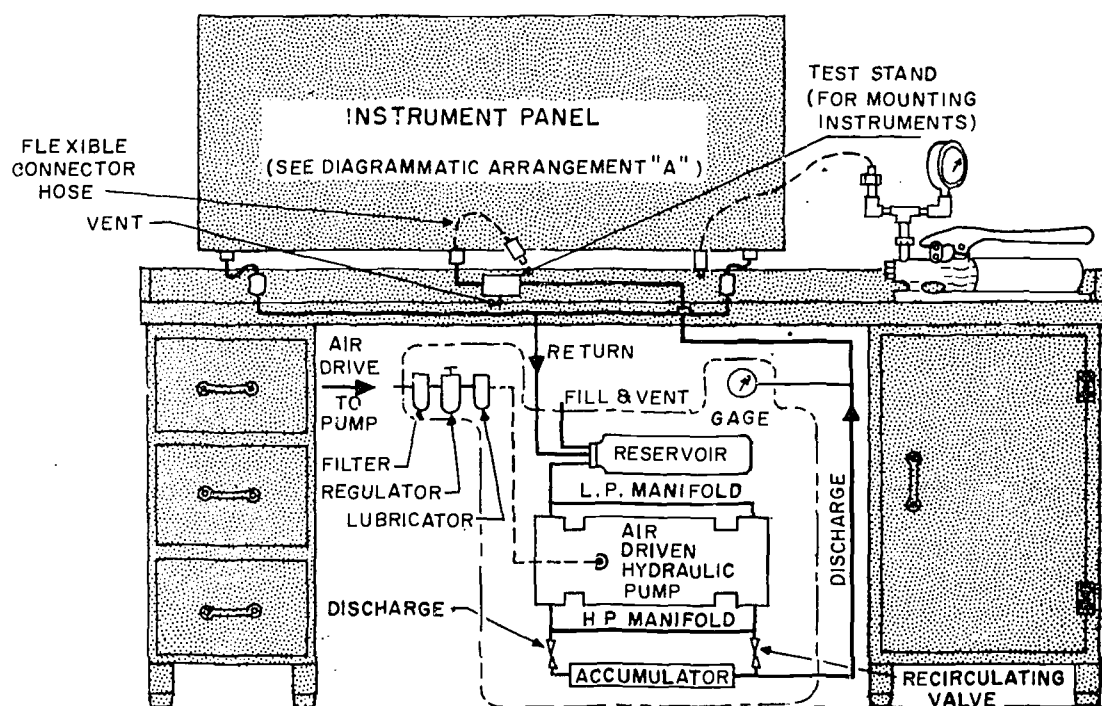 INSTRUMENT PANEL
(SEE DIAGRAMMATIC ARRANGEMENT "A")
TEST STAND
(FOR MOUNTING
INSTRUMENTS)
FLEXIBLE
CONNECTOR
HOSE
VENT
AIR
DRIVE
TO
PUMP
RETURN
FILL & VENT
GAGE
FILTER
REGULATOR
LUBRICATOR
RESERVOIR
L.P. MANIFOLD
AIR
DRIVEN
HYDRAULIC
PUMP
DISCHARGE
DISCHARGE
H P MANIFOLD
ACCUMULATOR
RECIRCULATING
VALVE